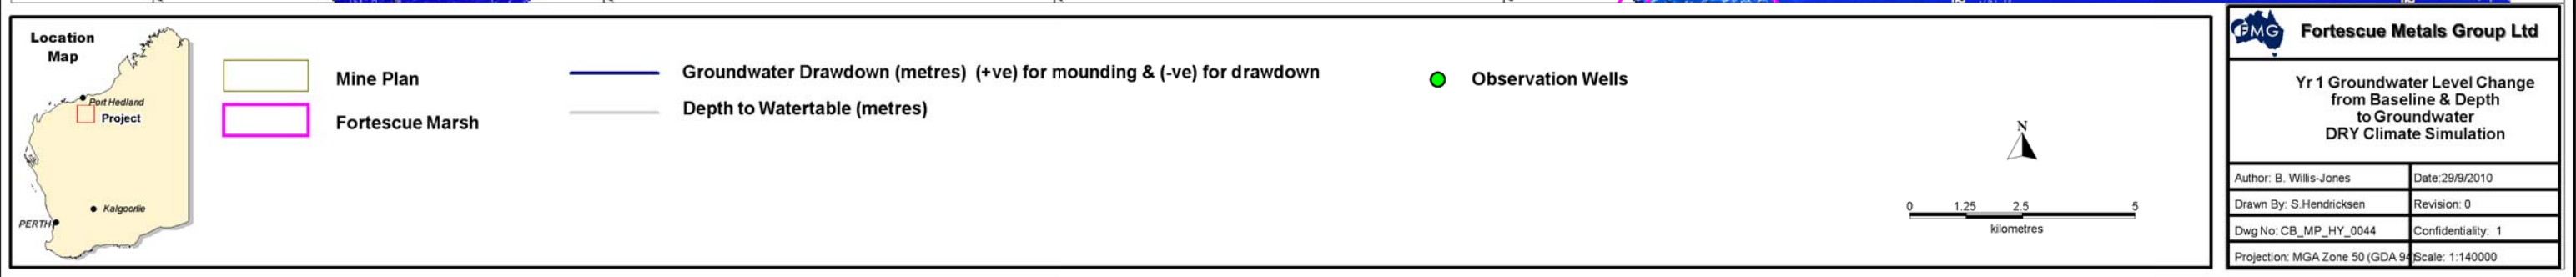 Location
Map
Port Hedland
Project
Kalgoorlie
PERTH
Mine Plan
Fortescue Marsh
Groundwater Drawdown (metres) (+ve) for mounding & (-ve) for drawdown
Depth to Watertable (metres)
Observation Wells
N
0 1.25 2.5 5
kilometres
FMG
Fortescue Metals Group Ltd
Yr 1 Groundwater Level Change
from Baseline & Depth
to Groundwater
DRY Climate Simulation
Author: B. Willis-Jones Date:29/9/2010
Drawn By: S.Hendricksen Revision: 0
Dwg No: CB_MP_HY_0044 Confidentiality: 1
Projection: MGA Zone 50 (GDA 94 Scale: 1:140000